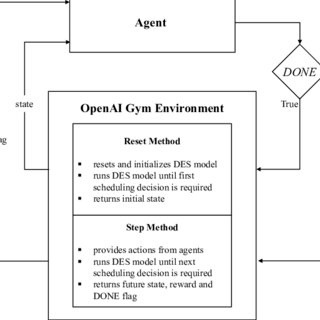 Agent
DONE
state
True
OpenAI Gym Environment
Reset Method
▪ resets and initializes DES model
▪ runs DES model until first
scheduling decision is required
▪ returns initial state
Step Method
▪ provides actions from agents
▪ runs DES model until next
scheduling decision is required
▪ returns future state, reward and
DONE flag